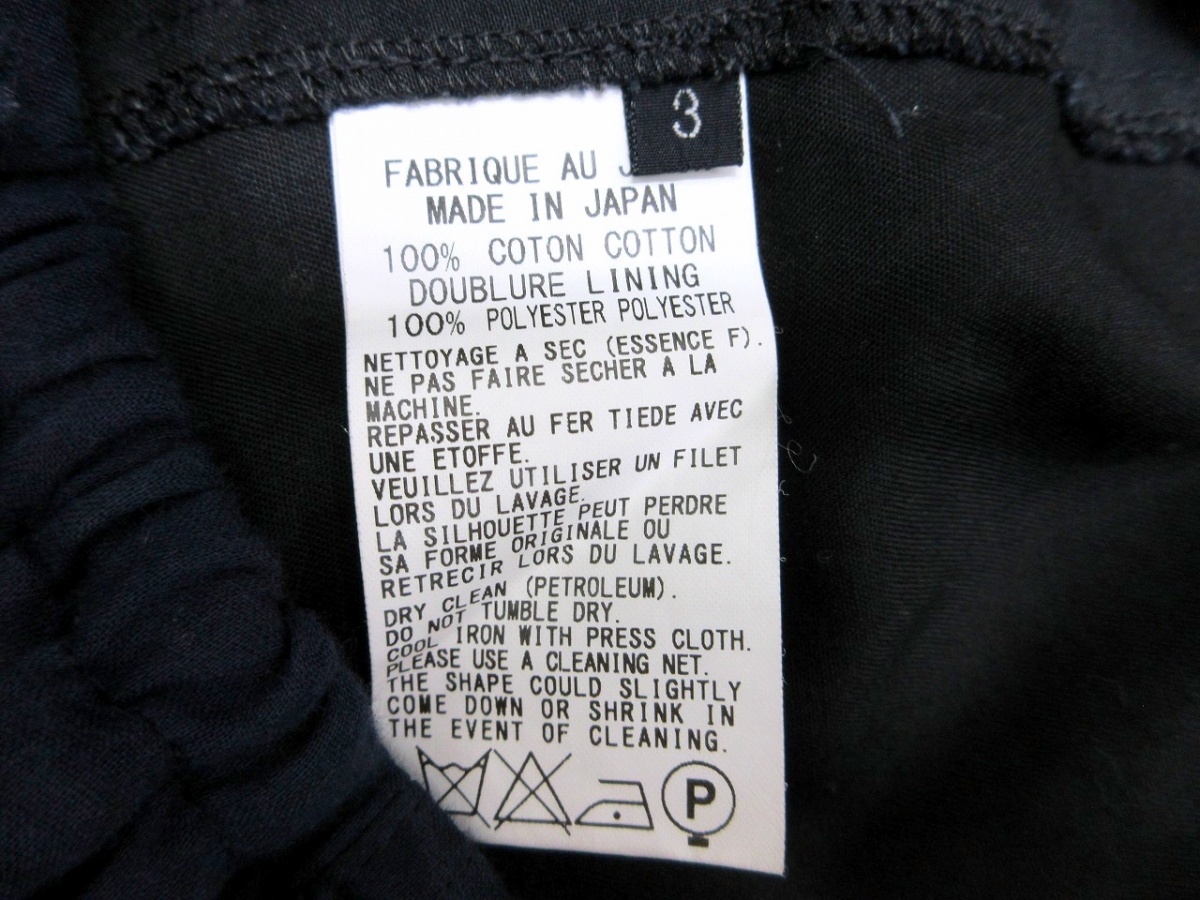 3
FABRIQUE AU J
MADE IN JAPAN
100% COTON COTTON
DOUBLURE LINING
100% POLYESTER POLYESTER
NETTOYAGE A SEC (ESSENCE F).
NE PAS FAIRE SECHER A LA
MACHINE.
REPASSER AU FER TIEDE AVEC
UNE ETOFFE.
VEUILLEZ UTILISER UN FILET
LORS DU LAVAGE.
LA SILHOUETTE PEUT PERDRE
SA FORME ORIGINALE OU
RETRECIR LORS DU LAVAGE.
DRY CLEAN (PETROLEUM).
DO NOT TUMBLE DRY.
COOL IRON WITH PRESS CLOTH.
PLEASE USE A CLEANING NET.
THE SHAPE COULD SLIGHTLY
COME DOWN OR SHRINK IN
THE EVENT OF CLEANING.
P